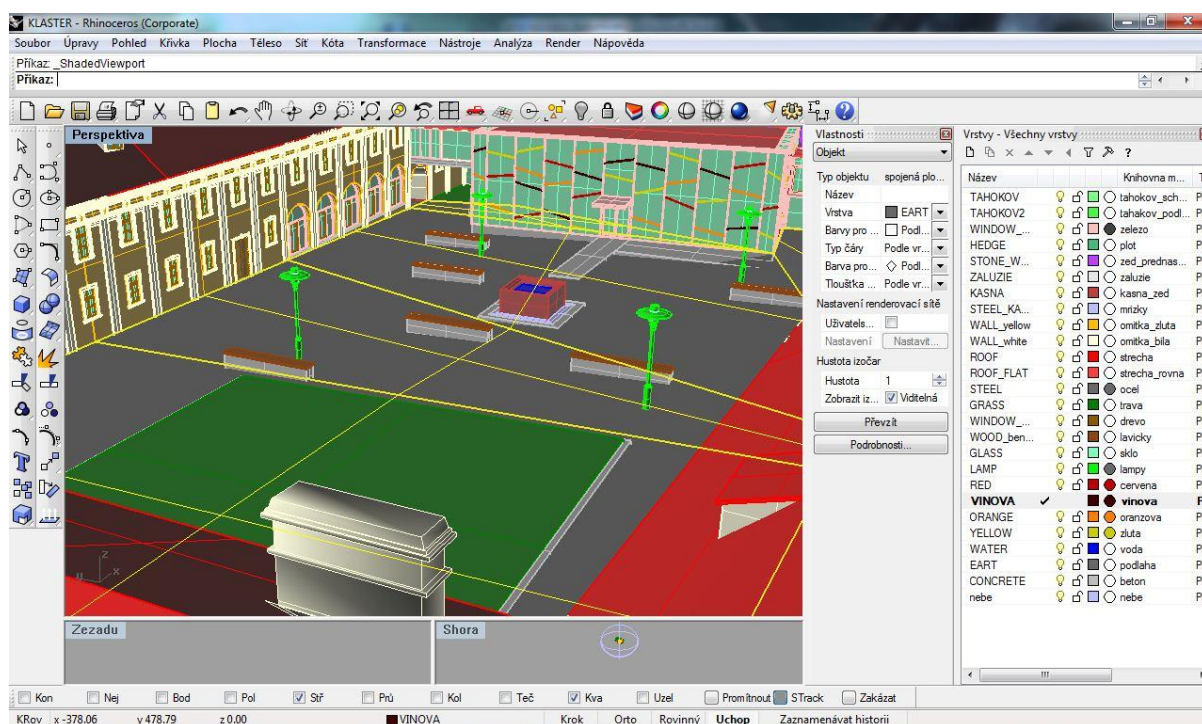 KLASTER - Rhinoceros (Corporate)
Soubor Úpravy Pohled Křivka Plocha Těleso Síť Kóta Transformace Nástroje Analýza Render Nápověda
Příkaz: _ShadedViewport
Příkaz:
Perspektiva
z
x
Zezadu
Shora
Vlastnosti
Objekt
Typ objektu spojená plo...
Název
Vrstva EART
Barvy pro ... Podl...
Typ čáry Podle vr...
Barva pro... Podl...
Tloušťka ... Podle vr...
Nastavení renderovací sítě
Uživatels...
Nastavení Nastavit...
Hustota izočar
Hustota 1
Zobrazit iz... Viditelná
Převzít
Podrobnosti...
Vrstvy - Všechny vrstvy
Název Knihovna m...
TAHOKOV tahokov_sch...
TAHOKOV2 tahakov_podl...
WINDOW_... zelezo
HEDGE plot
STONE_W... zed_prednas...
ZALUZIE zaluzie
KASNA kasna_zed
STEEL_KA... mrizky
WALL_yellow omitka_zluta
WALL_white omitka_bila
ROOF strecha
ROOF_FLAT strecha_rovna
STEEL ocel
GRASS trava
WINDOW_... drevo
WOOD_ben... lavicky
GLASS sklo
LAMP lampy
RED cervena
VINOVA vinova
ORANGE oranzova
YELLOW zluta
WATER voda
EART podlaha
CONCRETE beton
nebe nebe
Kon Nej Bod Pol Stř Prů Kol Teč Kva Uzel Promítnout STrack Zakázat
KRov x -378.06 y 478.79 z 0.00 VINOVA Krok Orto Rovinný Uchop Zaznamenávat historii